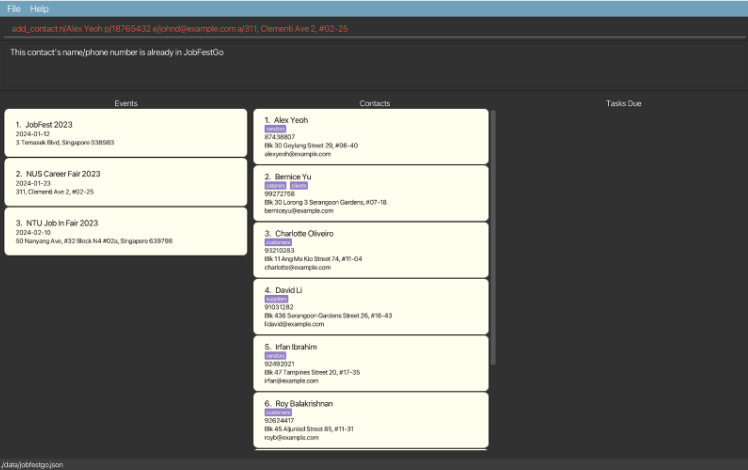 File Help
add_contact n/Alex Yeoh p/18765432 e/johnd@example.com a/311, Clementi Ave 2, #02-25
This contact's name/phone number is already in JobFestGo
Events
1. JobFest 2023
2024-01-12
3 Temasek Blvd, Singapore 038983
2. NUS Career Fair 2023
2024-01-23
311, Clementi Ave 2, #02-25
3. NTU Job In Fair 2023
2024-02-10
50 Nanyang Ave, #32 Block N4 #02a, Singapore 639798
Contacts
1. Alex Yeoh
vendors
87438807
Blk 30 Geylang Street 29, #06-40
alexyeoh@example.com
2. Bernice Yu
caterers clients
99272758
Blk 30 Lorong 3 Serangoon Gardens, #07-18
berniceyu@example.com
3. Charlotte Oliveiro
customers
93210283
Blk 11 Ang Mo Kio Street 74, #11-04
charlotte@example.com
4. David Li
suppliers
91031282
Blk 436 Serangoon Gardens Street 26, #16-43
lidavid@example.com
5. Irfan Ibrahim
vendors
92492021
Blk 47 Tampines Street 20, #17-35
irfan@example.com
6. Roy Balakrishnan
customers
92624417
Blk 45 Aljunied Street 85, #11-31
royb@example.com
Tasks Due
/data/jobfestgo.json